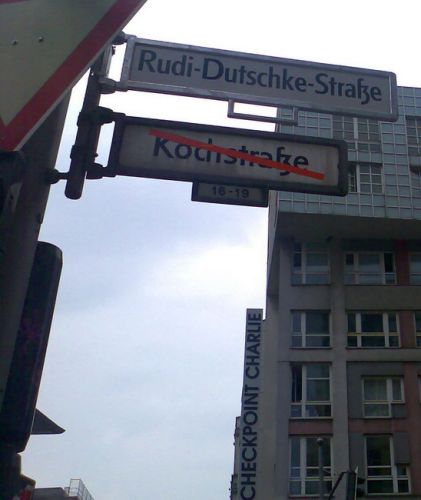 Rudi-Dutschke-Straße
Kochstraße
16-19
CHECKPOINT CHARLIE